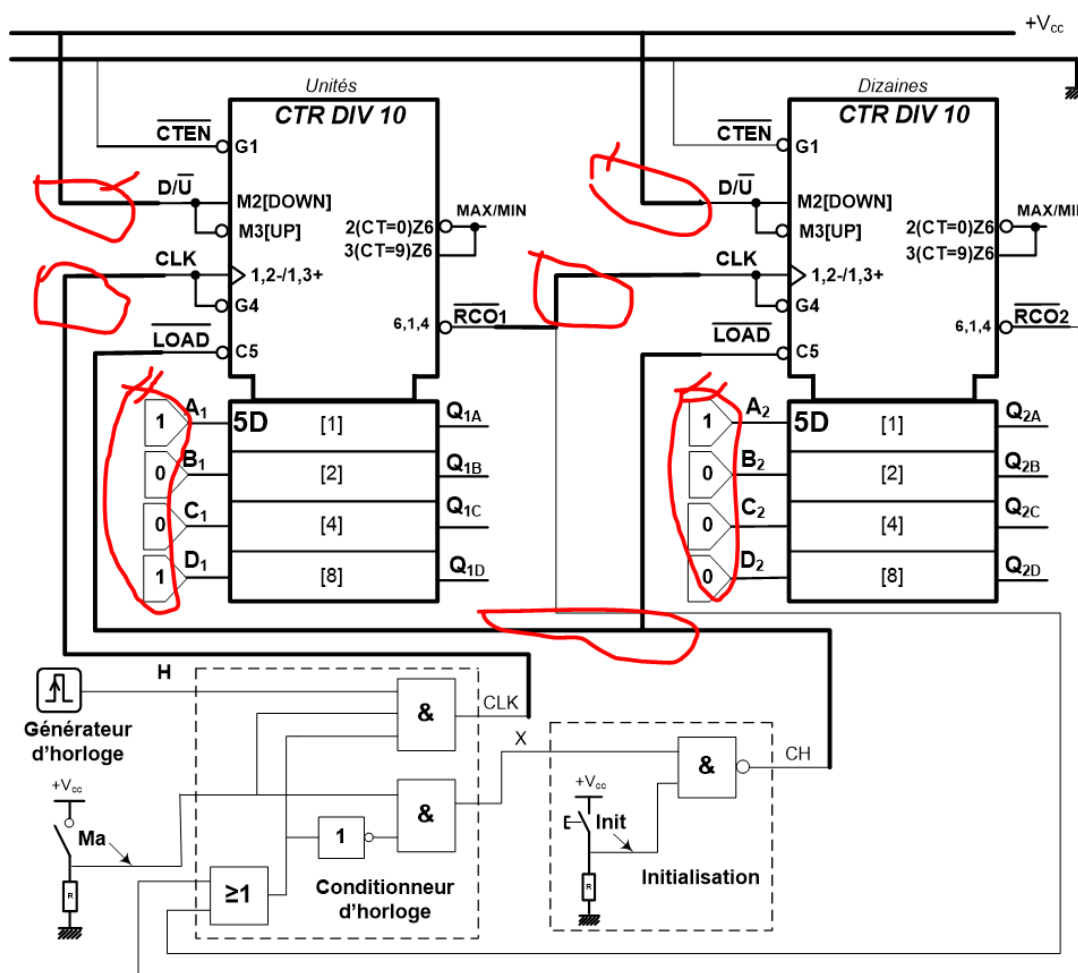 +Vcc
Unités
Dizaines
CTR DIV 10
CTR DIV 10
CTEN
G1
CTEN
G1
D/U
M2[DOWN]
D/U
M2[DOWN]
M3[UP]
2(CT=0)Z6
MAX/MIN
M3[UP]
2(CT=0)Z6
MAX/MIN
3(CT=9)Z6
3(CT=9)Z6
CLK
1,2-/1,3+
CLK
1,2-/1,3+
G4
G4
6,1,4
RCO1
6,1,4
RCO2
LOAD
C5
LOAD
C5
1
A1
5D
[1]
Q1A
1
A2
5D
[1]
Q2A
0
B1
[2]
Q1B
0
B2
[2]
Q2B
0
C1
[4]
Q1C
0
C2
[4]
Q2C
1
D1
[8]
Q1D
0
D2
[8]
Q2D
H
Générateur
d'horloge
&
CLK
X
&
CH
+Vcc
Ma
R
&
1
≥1
Conditionneur
d'horloge
+Vcc
Init
R
Initialisation